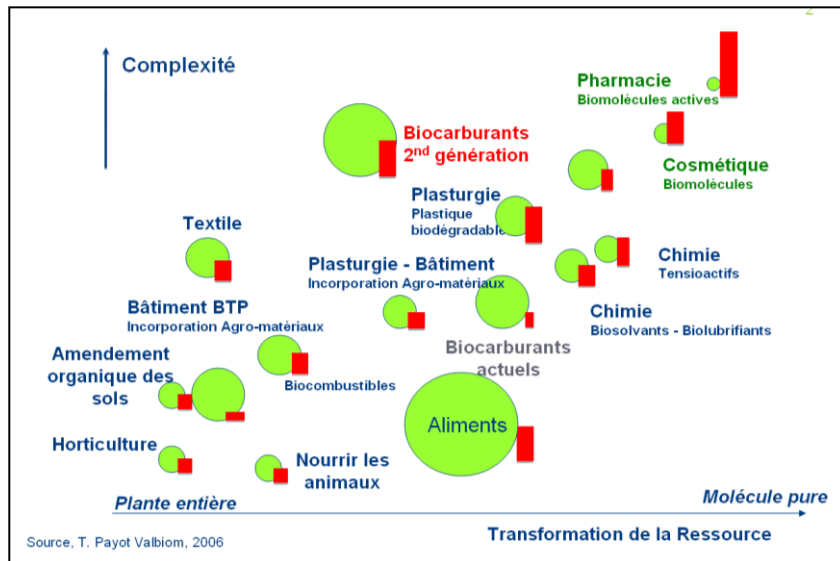 2
Complexité
Pharmacie
Biomolécules actives
Biocarburants
2nd génération
Cosmétique
Biomolécules
Plasturgie
Plastique
biodégradable
Textile
Plasturgie - Bâtiment
Incorporation Agro-matériaux
Chimie
Tensioactifs
Bâtiment BTP
Incorporation Agro-matériaux
Chimie
Biosolvants - Biolubrifiants
Biocarburants
actuels
Amendement
organique des
sols
Biocombustibles
Aliments
Horticulture
Nourrir les
animaux
Plante entière
Molécule pure
Transformation de la Ressource
Source, T. Payot Valbiom, 2006